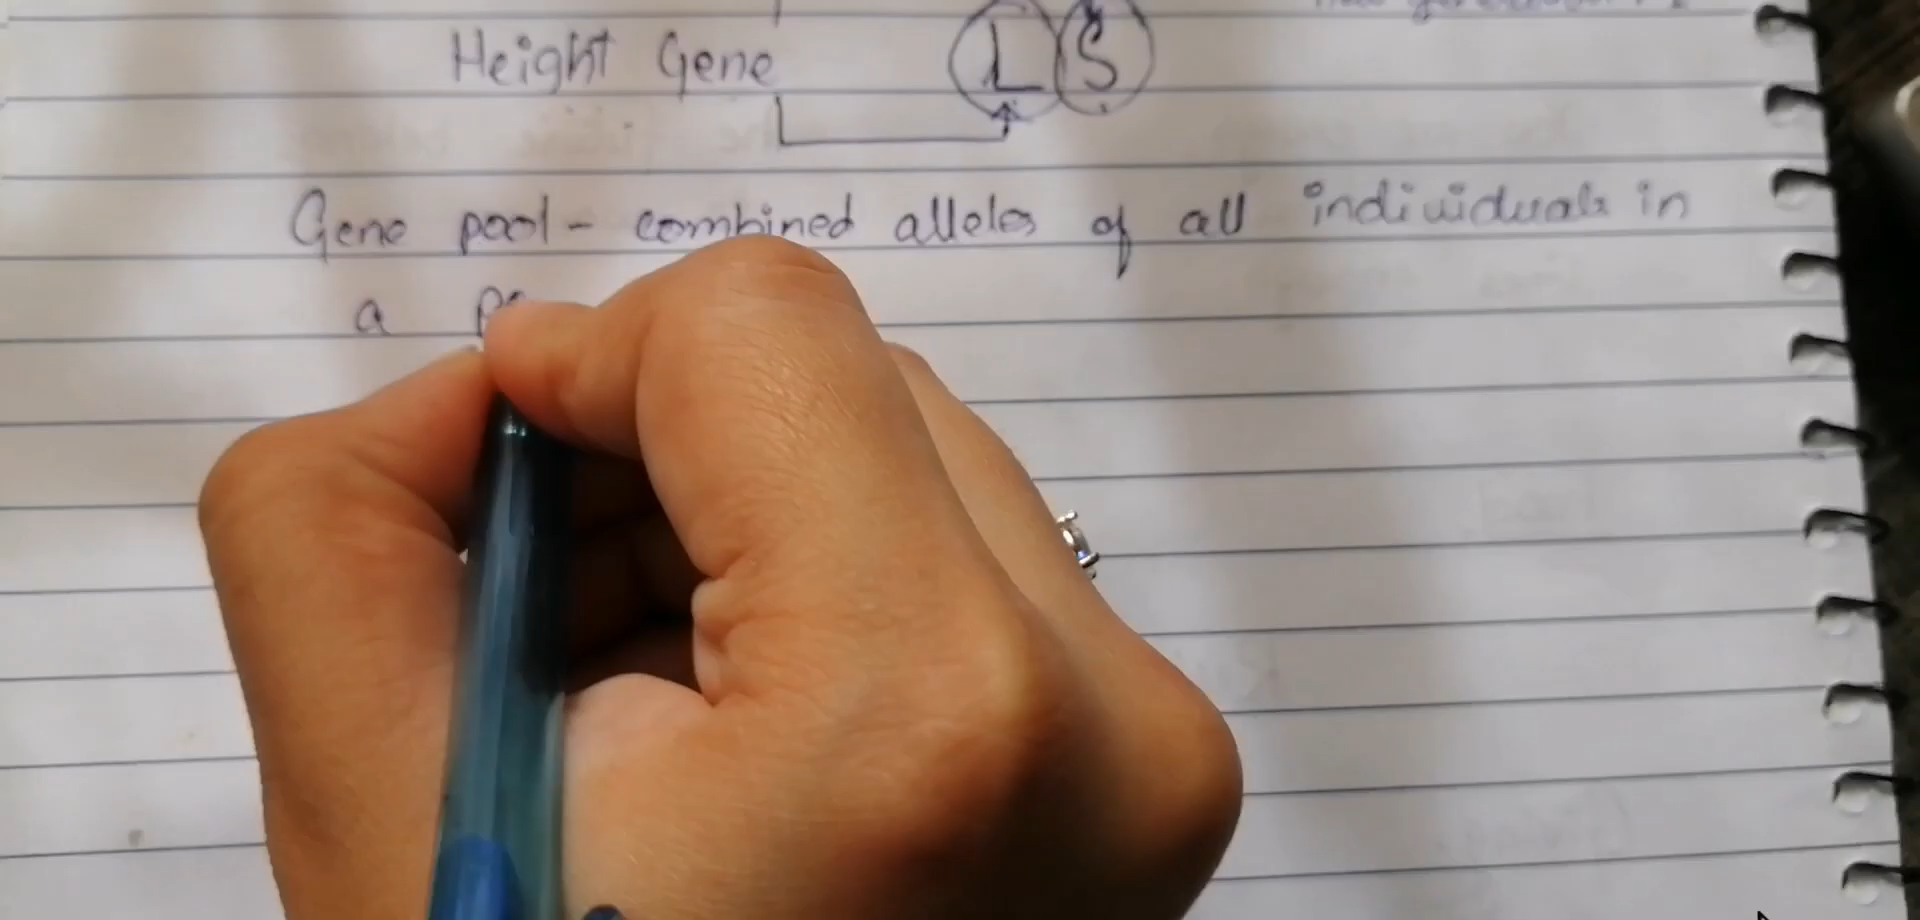 Height Gene L S
Gene pool - combined alleles of all individuals in
a